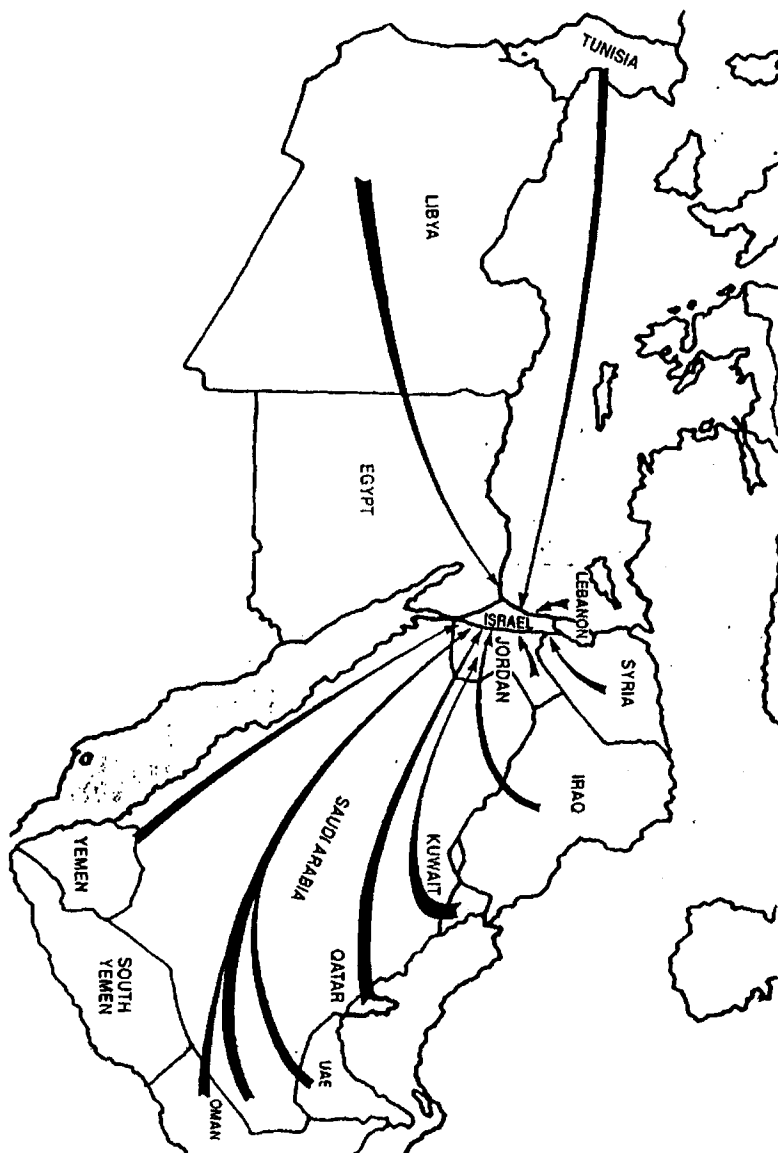 TUNISIA
LIBYA
EGYPT
LEBANON
ISRAEL
JORDAN
SYRIA
IRAQ
KUWAIT
SAUDI ARABIA
QATAR
UAE
OMAN
YEMEN
SOUTH
YEMEN